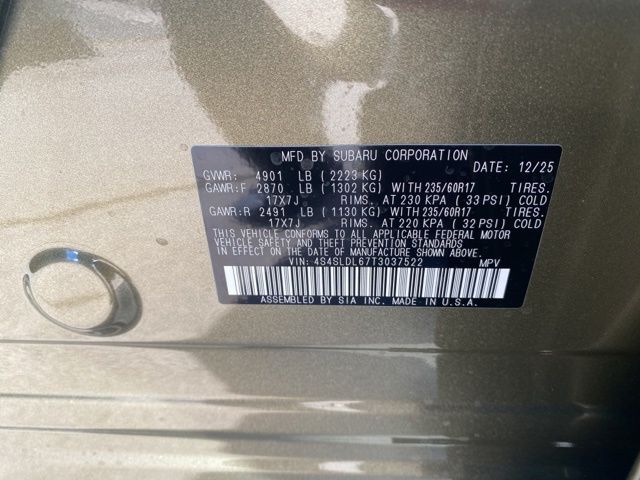 MFD BY SUBARU CORPORATION DATE: 12/25
GVWR: 4901 LB (2223 KG)
GAWR:F 2870 LB (1302 KG) WITH 235/60R17 TIRES.
17X7J RIMS. AT 230 KPA (33 PSI) COLD
GAWR:R 2491 LB (1130 KG) WITH 235/60R17 TIRES.
17X7J RIMS. AT 220 KPA (32 PSI) COLD
THIS VEHICLE CONFORMS TO ALL APPLICABLE FEDERAL MOTOR
VEHICLE SAFETY AND THEFT PREVENTION STANDARDS
IN EFFECT ON THE DATE OF MANUFACTURE SHOWN ABOVE.
VIN: 4S4SLDL67T3037522 MPV
ASSEMBLED BY SIA INC. MADE IN U.S.A.